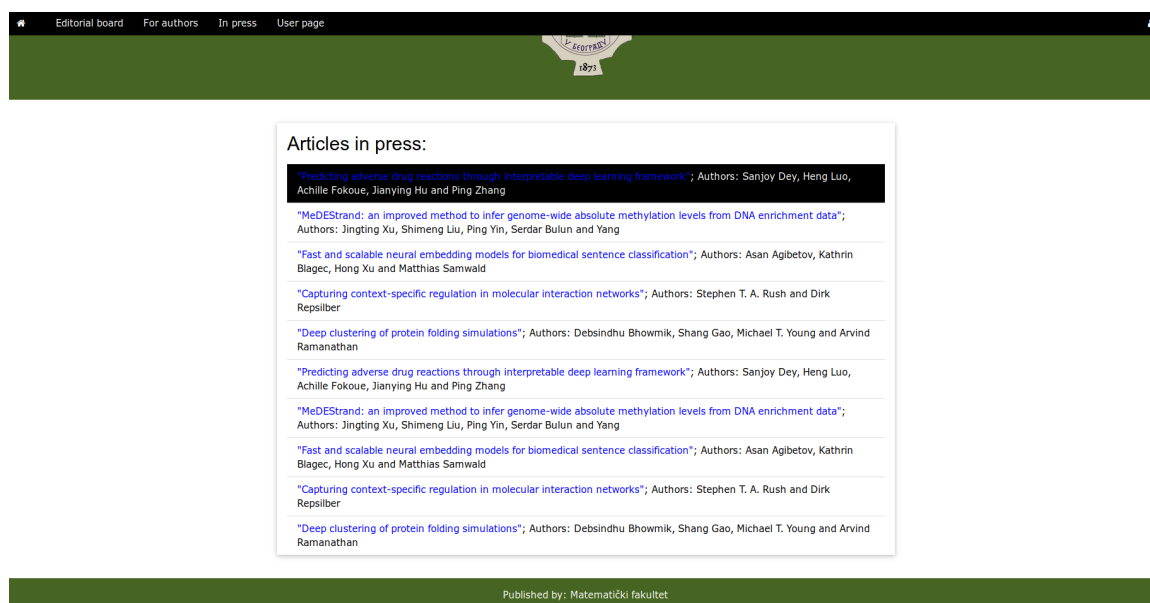 Editorial board For authors In press User page
У БЕОГРАДУ
1873
Articles in press:
"Predicting adverse drug reactions through interpretable deep learning framework"; Authors: Sanjoy Dey, Heng Luo,
Achille Fokoue, Jianying Hu and Ping Zhang
"MeDEStrand: an improved method to infer genome-wide absolute methylation levels from DNA enrichment data";
Authors: Jingting Xu, Shimeng Liu, Ping Yin, Serdar Bulun and Yang
"Fast and scalable neural embedding models for biomedical sentence classification"; Authors: Asan Agibetov, Kathrin
Blagec, Hong Xu and Matthias Samwald
"Capturing context-specific regulation in molecular interaction networks"; Authors: Stephen T. A. Rush and Dirk
Repsilber
"Deep clustering of protein folding simulations"; Authors: Debsindhu Bhowmik, Shang Gao, Michael T. Young and Arvind
Ramanathan
"Predicting adverse drug reactions through interpretable deep learning framework"; Authors: Sanjoy Dey, Heng Luo,
Achille Fokoue, Jianying Hu and Ping Zhang
"MeDEStrand: an improved method to infer genome-wide absolute methylation levels from DNA enrichment data";
Authors: Jingting Xu, Shimeng Liu, Ping Yin, Serdar Bulun and Yang
"Fast and scalable neural embedding models for biomedical sentence classification"; Authors: Asan Agibetov, Kathrin
Blagec, Hong Xu and Matthias Samwald
"Capturing context-specific regulation in molecular interaction networks"; Authors: Stephen T. A. Rush and Dirk
Repsilber
"Deep clustering of protein folding simulations"; Authors: Debsindhu Bhowmik, Shang Gao, Michael T. Young and Arvind
Ramanathan
Published by: Matematički fakultet